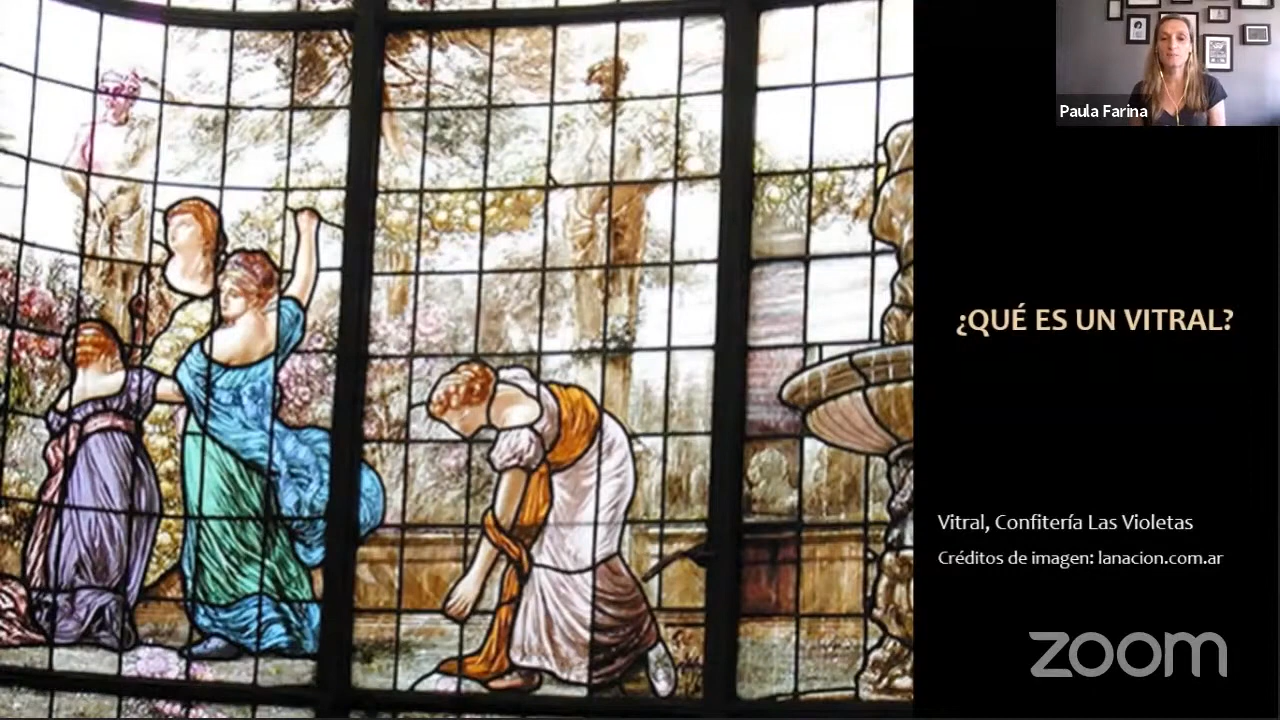 Paula Farina
¿QUÉ ES UN VITRAL?
Vitral, Confitería Las Violetas
Créditos de imagen: lanacion.com.ar
zoom